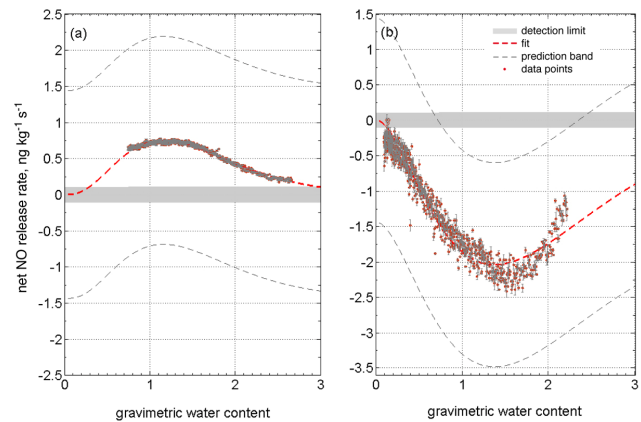 (a)
2.5
2
1.5
1
0.5
0
-0.5
-1
-1.5
-2
-2.5
0 1 2 3
gravimetric water content
net NO release rate, ng kg⁻¹ s⁻¹
(b)
detection limit
fit
prediction band
data points
1.5
1
0.5
0
-0.5
-1
-1.5
-2
-2.5
-3
-3.5
0 1 2 3
gravimetric water content